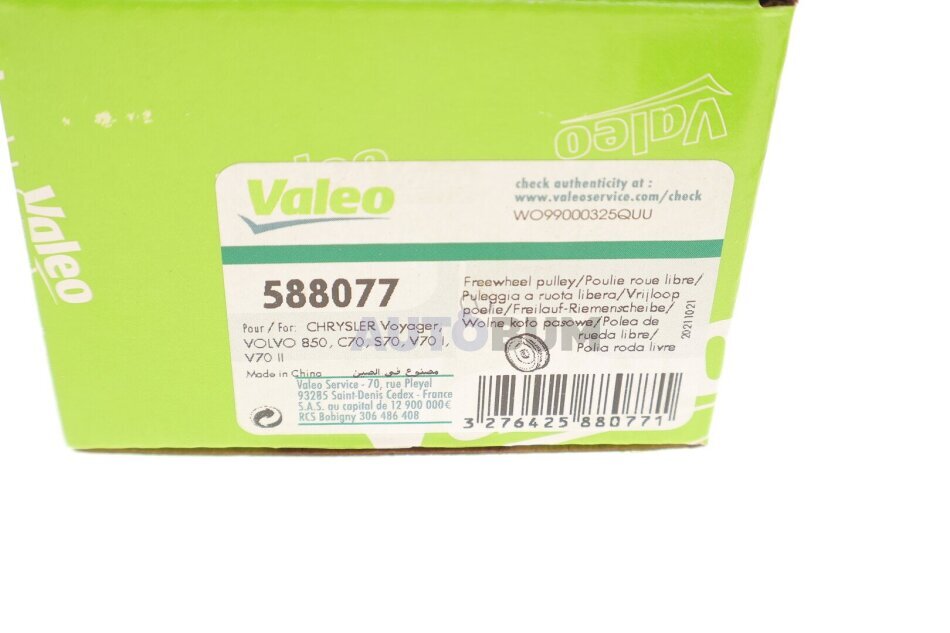 Valeo
Valeo
Valeo
check authenticity at :
www.valeoservice.com/check
WO99000325QUU
588077
Freewheel pulley/Poulie roue libre/
Puleggia a ruota libera/Vrijloop
poelie/Freilauf-Riemenscheibe/
Wolne koło pasowe/Polea de
rueda libre/
Polia roda livre
20211021
Pour / For: CHRYSLER Voyager,
VOLVO 850, C70, S70, V70 I,
V70 II
AUTOBUM
Made in China مصنوع في الصين
Valeo Service - 70, rue Pleyel
93285 Saint-Denis Cedex - France
S.A.S. au capital de 12 900 000€
RCS Bobigny 306 486 408
3 276425 880771